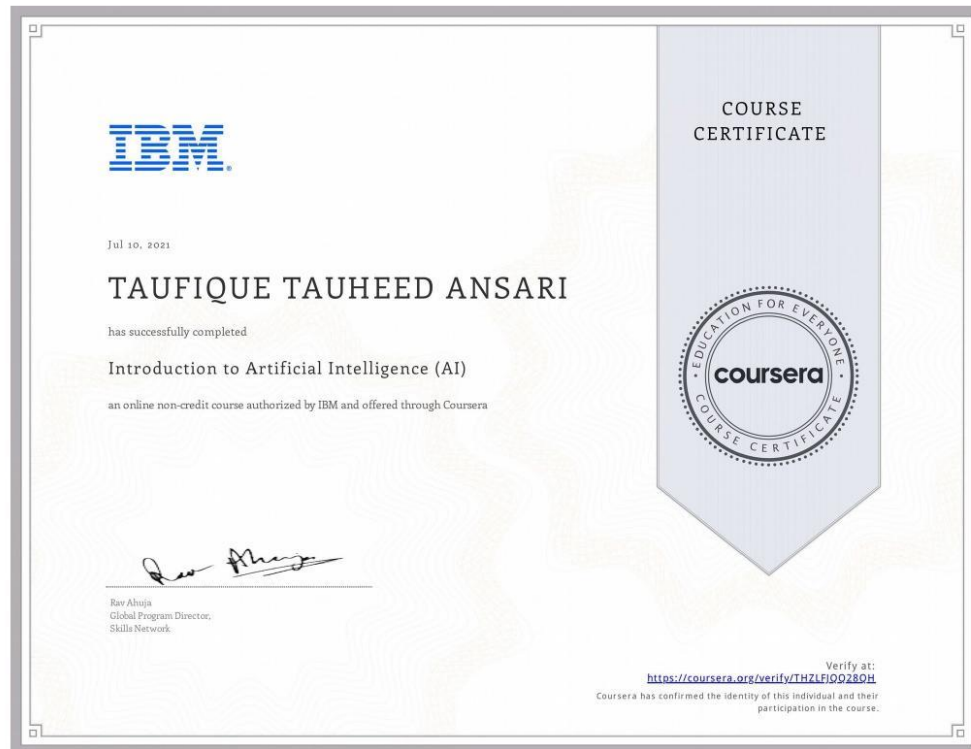 IBM
Jul 10, 2021
TAUFIQUE TAUHEED ANSARI
has successfully completed
Introduction to Artificial Intelligence (AI)
an online non-credit course authorized by IBM and offered through Coursera
Rav Ahuja
Rav Ahuja
Global Program Director,
Skills Network
COURSE
CERTIFICATE
EDUCATION FOR EVERYONE
coursera
COURSE CERTIFICATE
Verify at:
https://coursera.org/verify/THZLFJQQ28QH
Coursera has confirmed the identity of this individual and their
participation in the course.